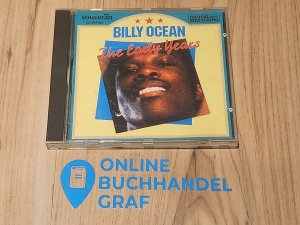 souverän
BILLY OCEAN
The Early Years
ONLINE
BUCHHANDEL
GRAF